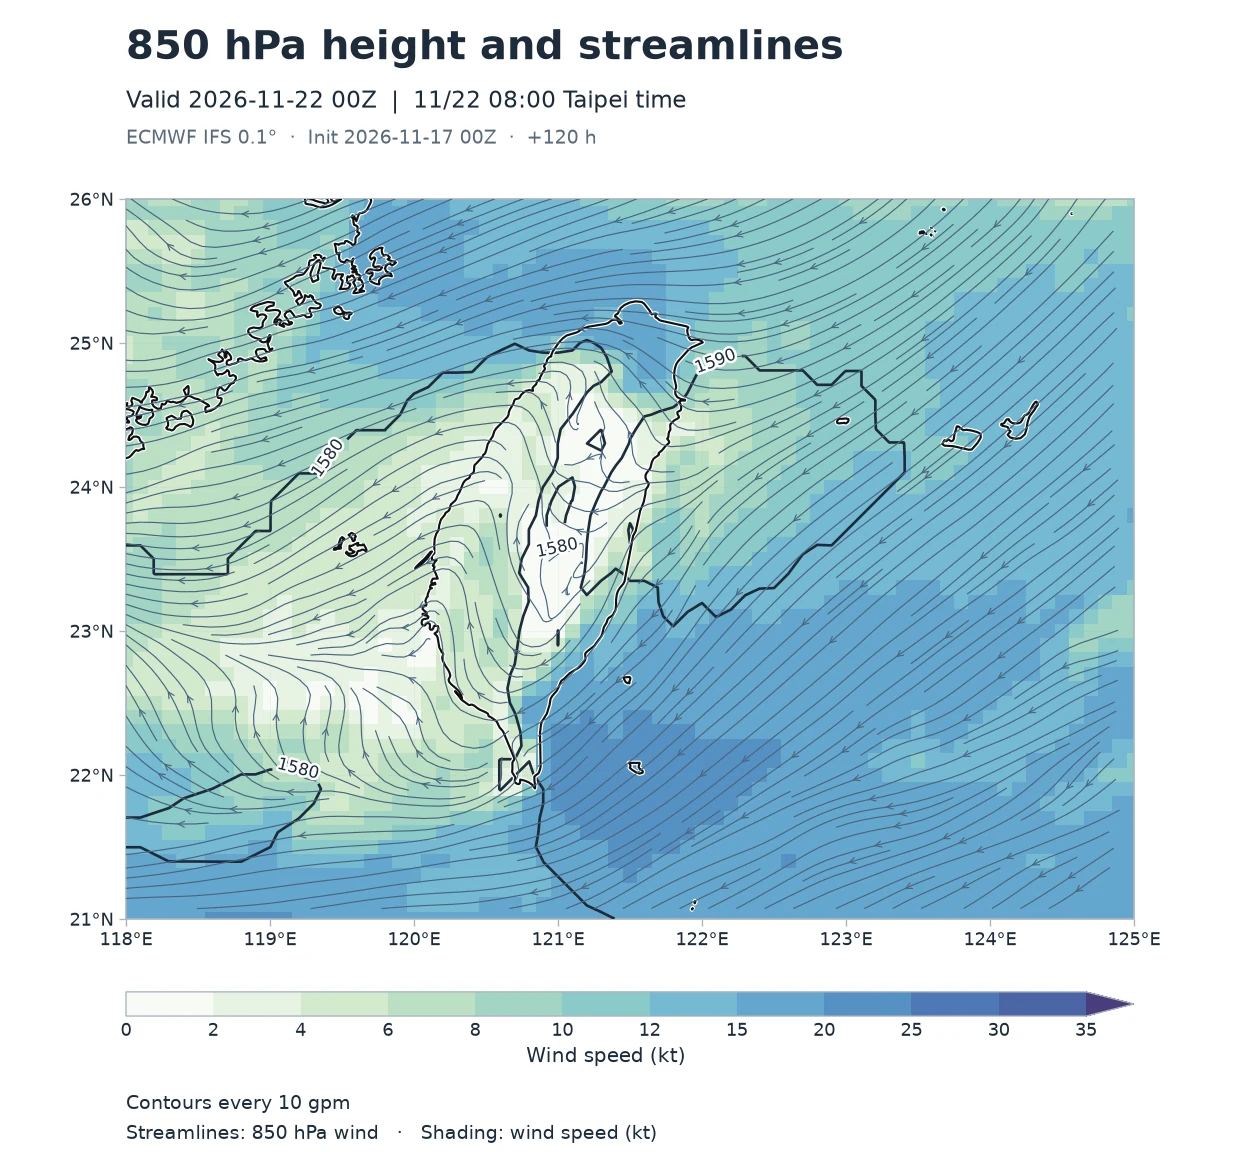 850 hPa height and streamlines
Valid 2026-11-22 00Z | 11/22 08:00 Taipei time
ECMWF IFS 0.1° · Init 2026-11-17 00Z · +120 h
26°N
25°N
1590
1580
24°N
1580
23°N
1580
22°N
21°N
118°E 119°E 120°E 121°E 122°E 123°E 124°E 125°E
0 2 4 6 8 10 12 15 20 25 30 35
Wind speed (kt)
Contours every 10 gpm
Streamlines: 850 hPa wind · Shading: wind speed (kt)